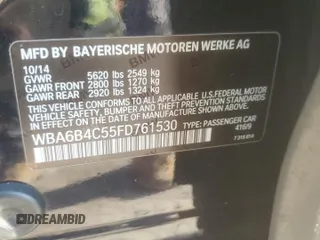 MFD BY BAYERISCHE MOTOREN WERKE AG
10/14
GVWR 5620 lbs 2549 kg
GAWR FRONT 2800 lbs 1270 kg
GAWR REAR 2920 lbs 1324 kg
THIS VEHICLE CONFORMS TO ALL
APPLICABLE U.S. FEDERAL MOTOR VEHICLE
SAFETY, BUMPER, AND THEFT PREVENTION
STANDARDS IN EFFECT ON THE DATE OF
MANUFACTURE SHOWN ABOVE.
WBA6B4C55FD761530 TYPE: PASSENGER CAR
416/9
DREAMBID